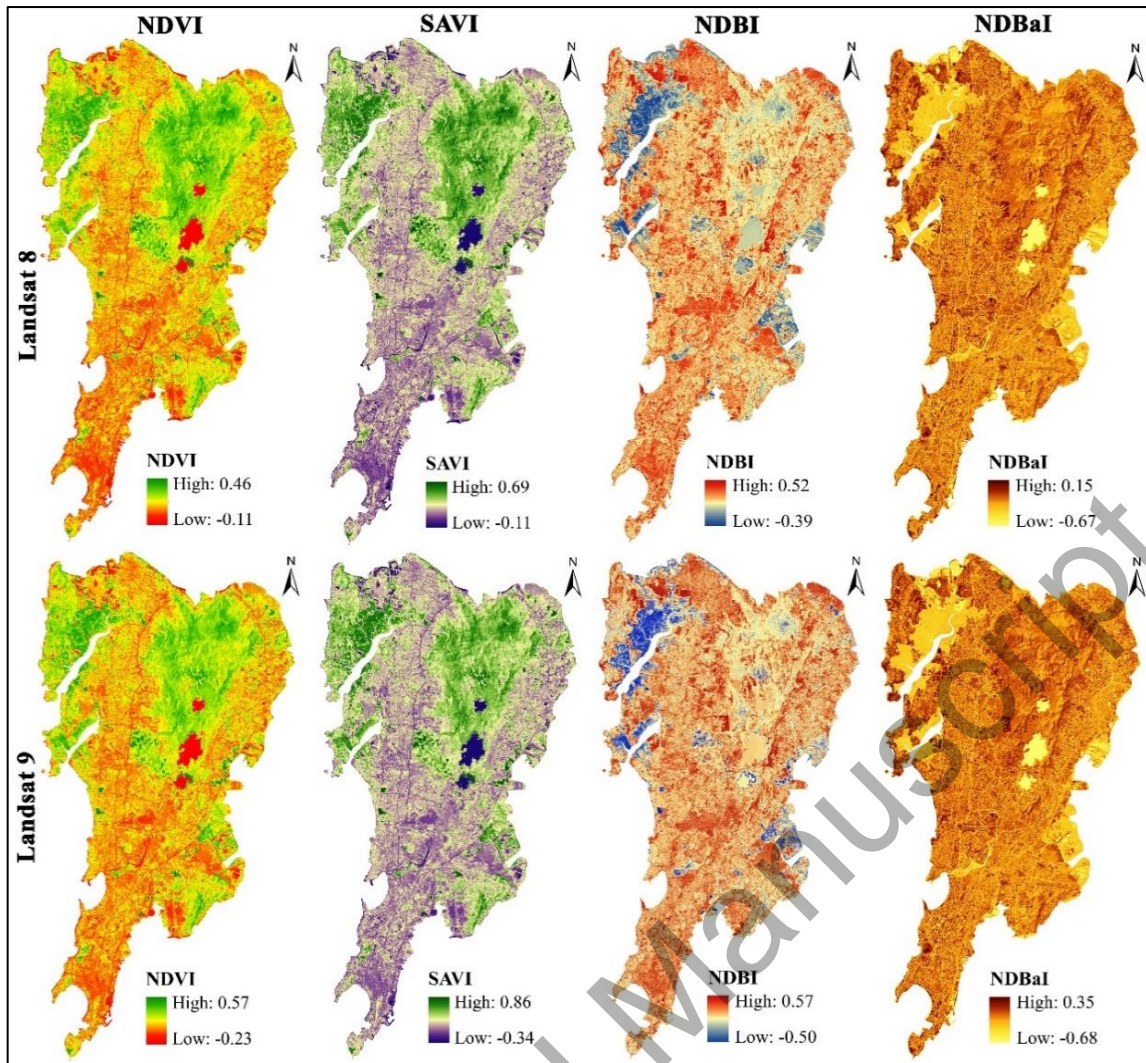 NDVI SAVI NDBI NDBaI
N N N N
Landsat 8
NDVI
High: 0.46
Low: -0.11
SAVI
High: 0.69
Low: -0.11
NDBI
High: 0.52
Low: -0.39
NDBaI
High: 0.15
Low: -0.67
N N N N
Landsat 9
NDVI
High: 0.57
Low: -0.23
SAVI
High: 0.86
Low: -0.34
NDBI
High: 0.57
Low: -0.50
NDBaI
High: 0.35
Low: -0.68
Manuscript